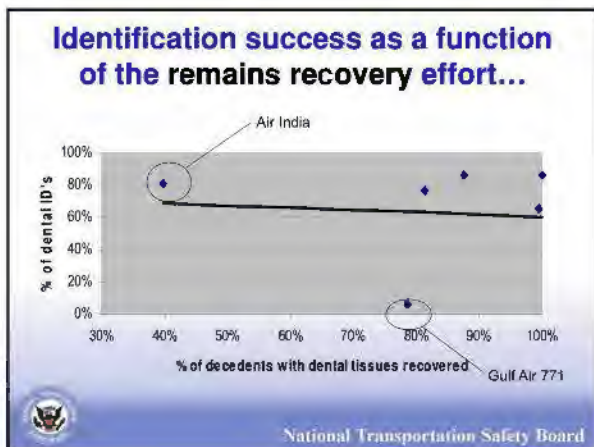 Identification success as a function
of the remains recovery effort...
Air India
100%
80%
60%
40%
20%
0%
% of dental ID's
30%
40%
50%
60%
70%
80%
90%
100%
% of decedents with dental tissues recovered
Gulf Air 771
National Transportation Safety Board